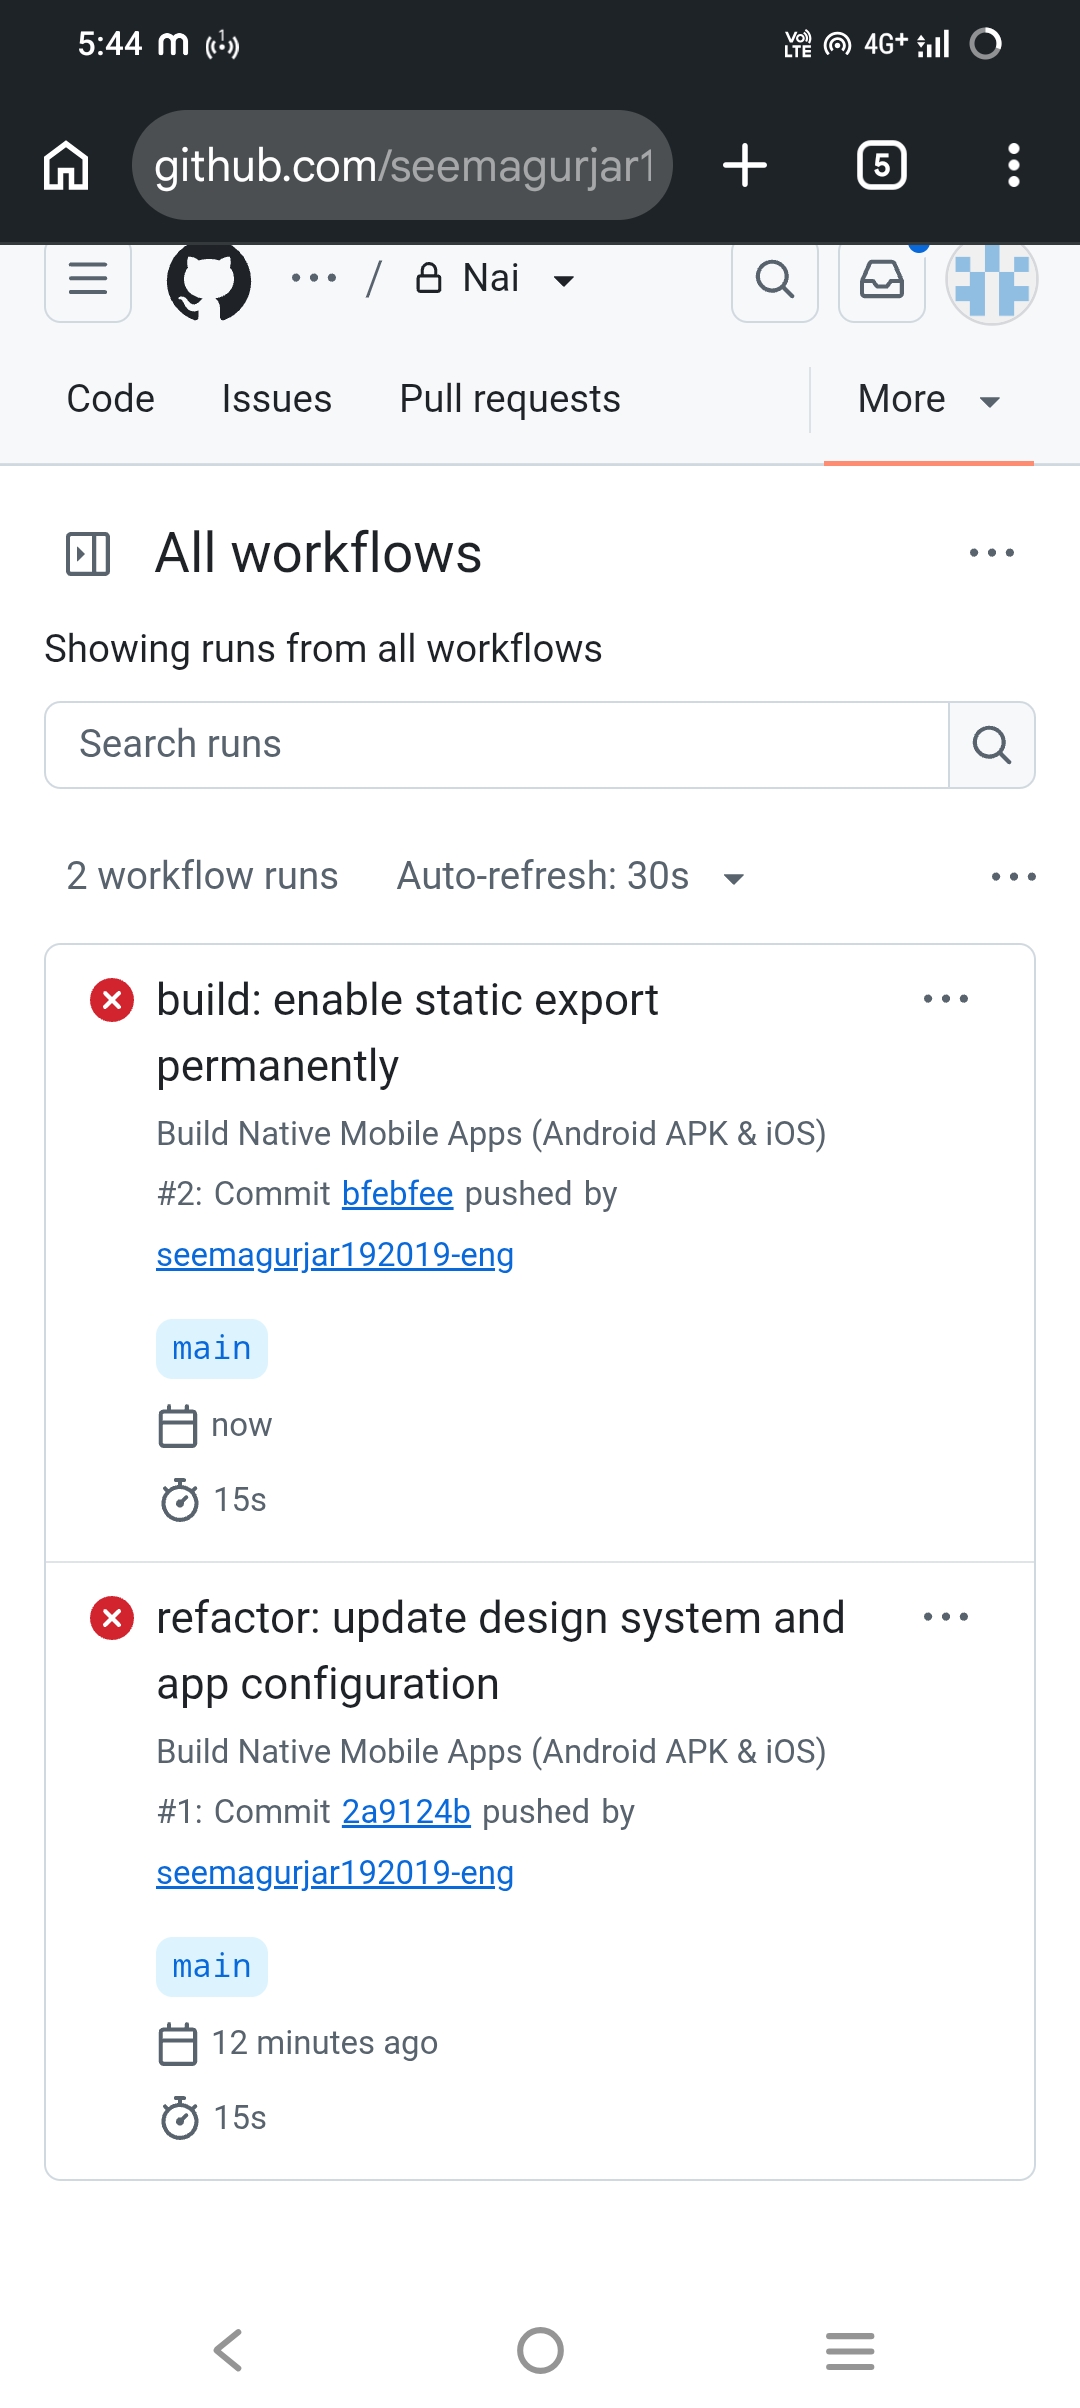 5:44 m 1 Vo)) LTE 4G+
github.com/seemagurjar1
5
/ Nai
Code Issues Pull requests More
All workflows
Showing runs from all workflows
Search runs
2 workflow runs Auto-refresh: 30s
build: enable static export
permanently
Build Native Mobile Apps (Android APK & iOS)
#2: Commit bfebfee pushed by
seemagurjar192019-eng
main
now
15s
refactor: update design system and
app configuration
Build Native Mobile Apps (Android APK & iOS)
#1: Commit 2a9124b pushed by
seemagurjar192019-eng
main
12 minutes ago
15s